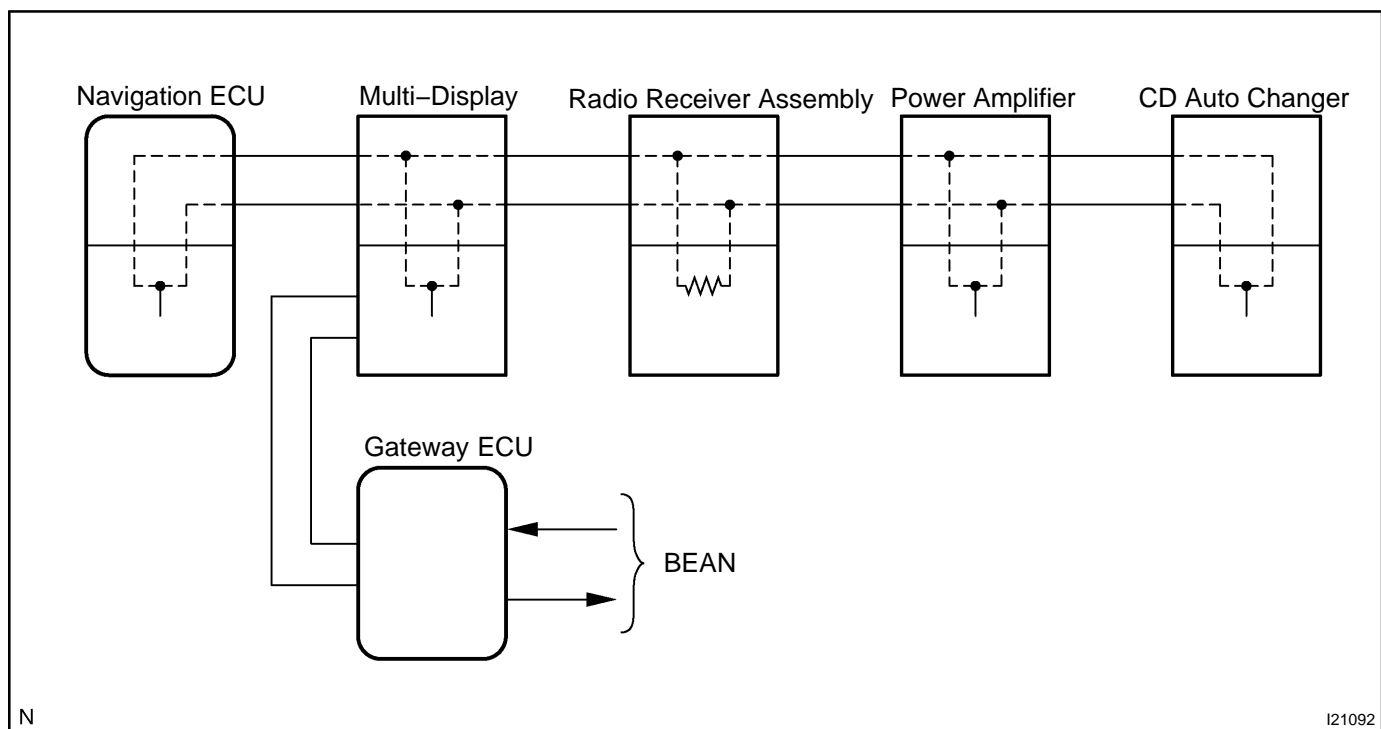 Navigation ECU
Multi−Display
Radio Receiver Assembly
Power Amplifier
CD Auto Changer
Gateway ECU
BEAN
N
I21092